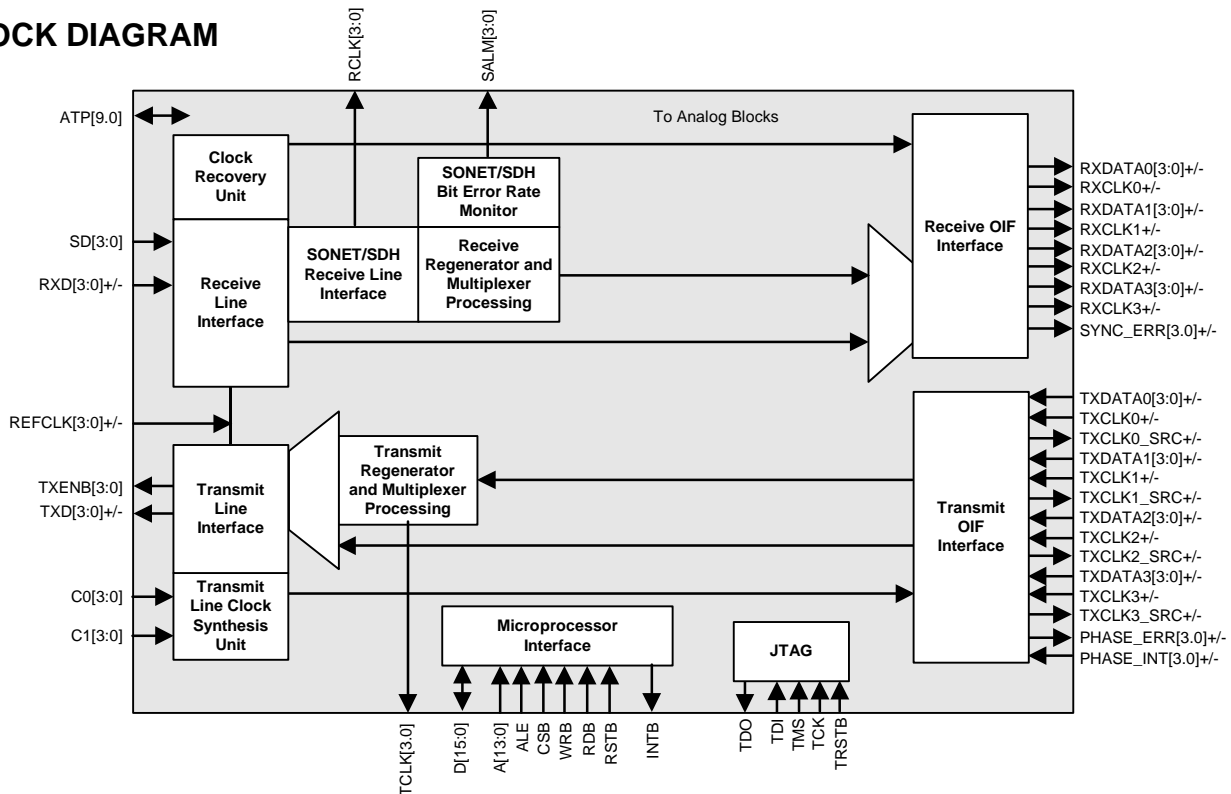 OCK DIAGRAM
RCLK[3:0]
SALM[3:0]
ATP[9.0]
To Analog Blocks
Clock
Recovery
Unit
SONET/SDH
Bit Error Rate
Monitor
SD[3:0]
RXD[3:0]+/-
Receive
Line
Interface
SONET/SDH
Receive Line
Interface
Receive
Regenerator and
Multiplexer
Processing
Receive OIF
Interface
RXDATA0[3:0]+/-
RXCLK0+/-
RXDATA1[3:0]+/-
RXCLK1+/-
RXDATA2[3:0]+/-
RXCLK2+/-
RXDATA3[3:0]+/-
RXCLK3+/-
SYNC_ERR[3.0]+/-
REFCLK[3:0]+/-
TXENB[3:0]
TXD[3:0]+/-
Transmit
Line
Interface
Transmit
Regenerator
and Multiplexer
Processing
Transmit
OIF
Interface
TXDATA0[3:0]+/-
TXCLK0+/-
TXCLK0_SRC+/-
TXDATA1[3:0]+/-
TXCLK1+/-
TXCLK1_SRC+/-
TXDATA2[3:0]+/-
TXCLK2+/-
TXCLK2_SRC+/-
TXDATA3[3:0]+/-
TXCLK3+/-
TXCLK3_SRC+/-
PHASE_ERR[3.0]+/-
PHASE_INT[3.0]+/-
C0[3:0]
C1[3:0]
Transmit
Line Clock
Synthesis
Unit
Microprocessor
Interface
JTAG
TCLK[3.0]
D[15:0]
A[13:0]
ALE
CSB
WRB
RDB
RSTB
INTB
TDO
TDI
TMS
TCK
TRSTB